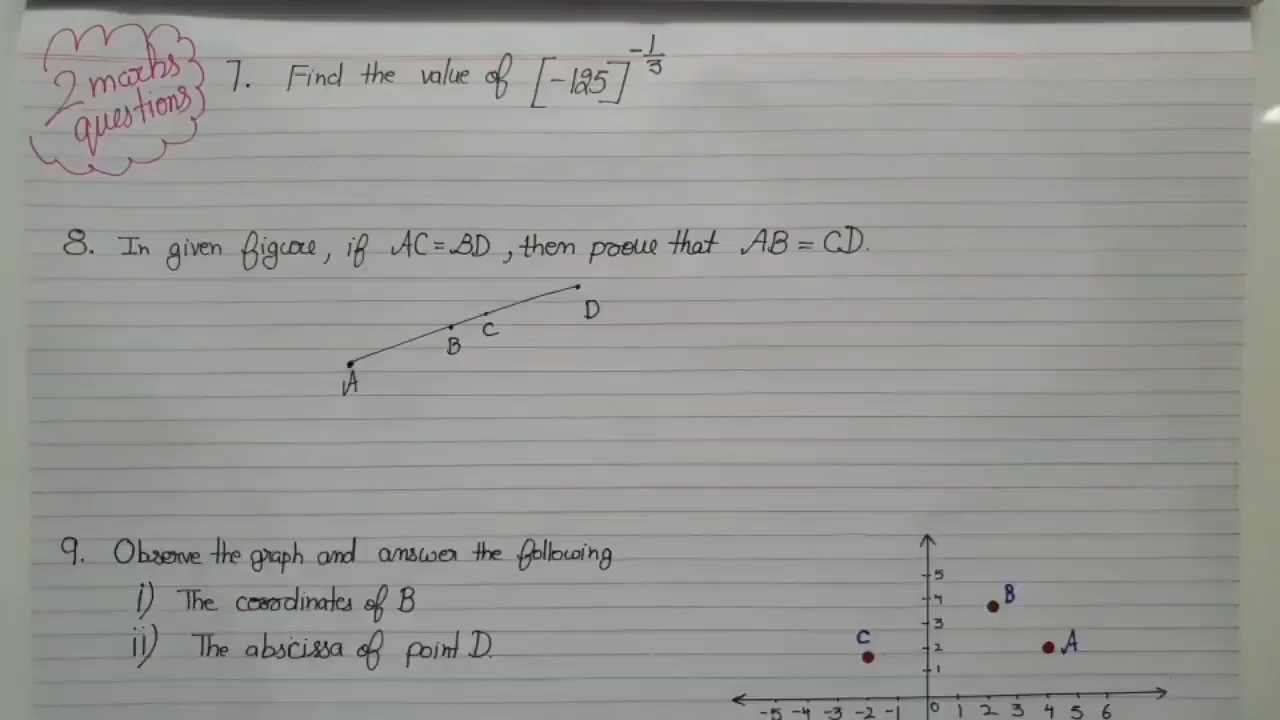 2 marks
questions
7. Find the value of [-125]^-1/3
8. In given figure, if AC=BD, then prove that AB = CD.
D
C
B
A
9. Observe the graph and answer the following
i) The coordinates of B
ii) The abscissa of point D.
5
4 B
3
C 2 A
1
-5 -4 -3 -2 -1 0 1 2 3 4 5 6